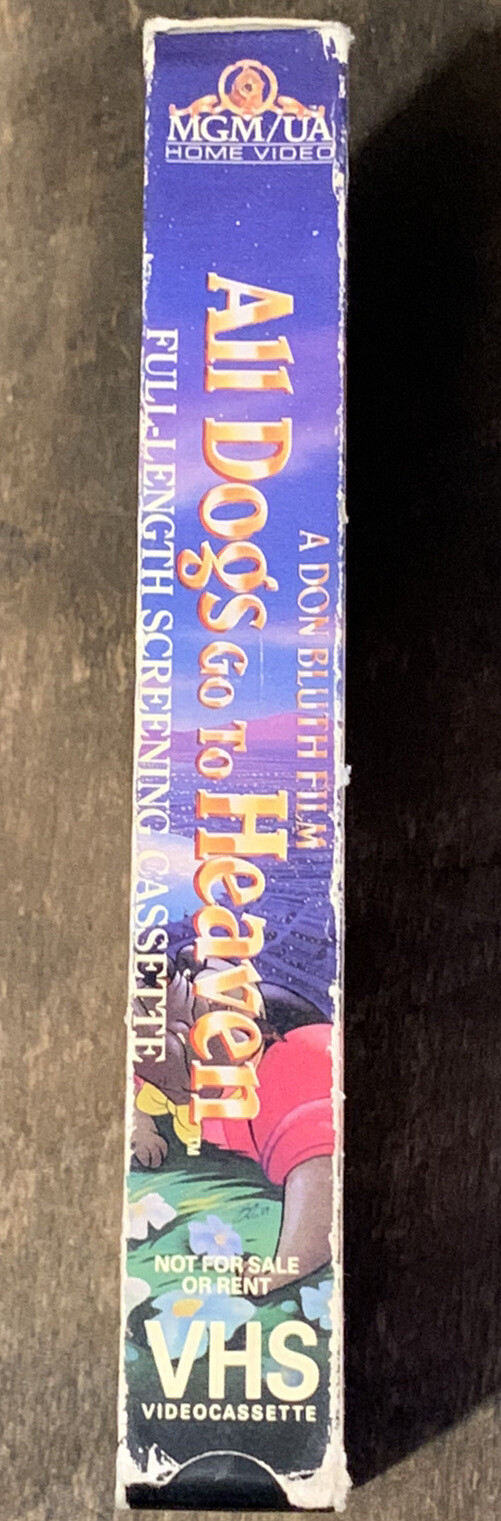 MGM/UA
HOME VIDEO
A DON BLUTH FILM
All Dogs Go To Heaven™
FULL-LENGTH SCREENING CASSETTE
NOT FOR SALE
OR RENT
VHS
VIDEOCASSETTE